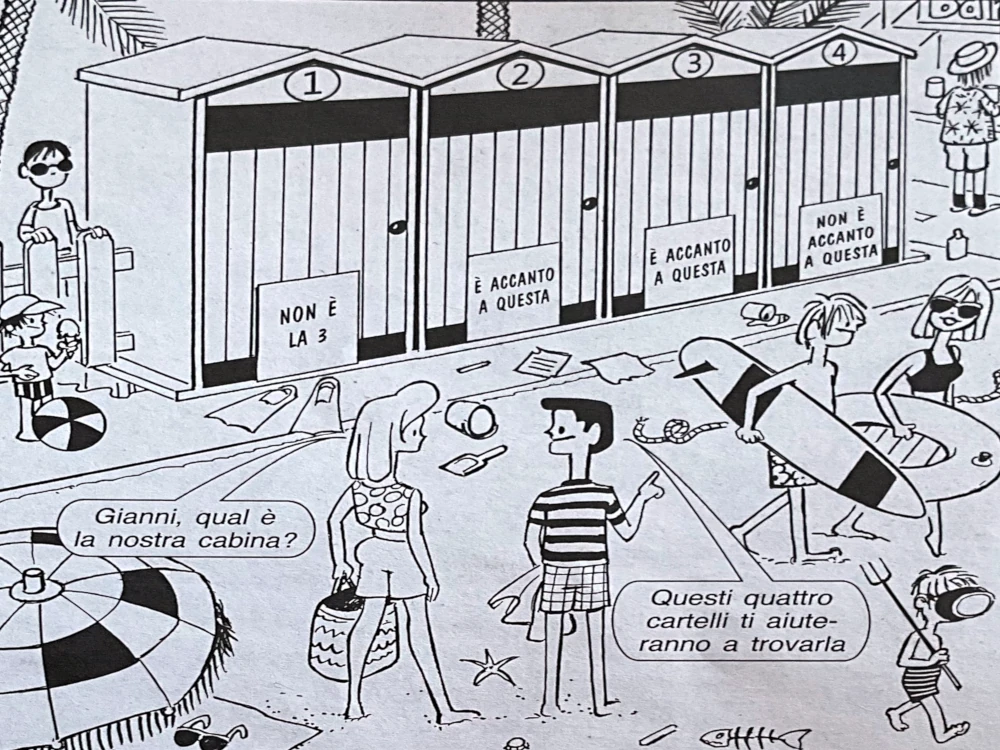 Bar
1
2
3
4
NON È
LA 3
È ACCANTO
A QUESTA
È ACCANTO
A QUESTA
NON È
ACCANTO
A QUESTA
Gianni, qual è
la nostra cabina?
Questi quattro
cartelli ti aiute-
ranno a trovarla